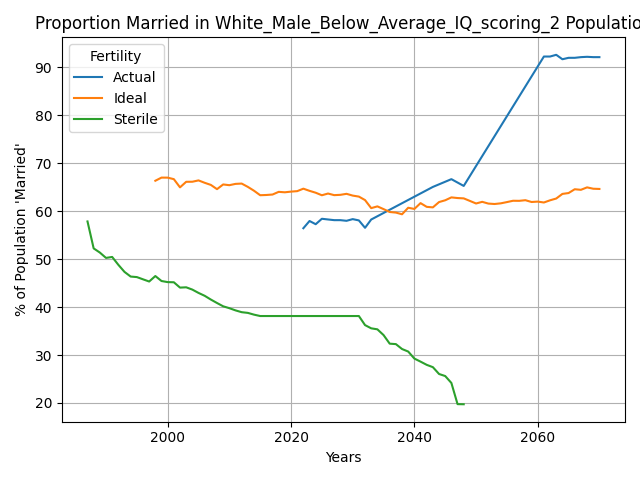 Proportion Married in White_Male_Below_Average_IQ_scoring_2 Populatio
Fertility
Actual
Ideal
Sterile
% of Population 'Married'
90
80
70
60
50
40
30
20
2000
2020
2040
2060
Years